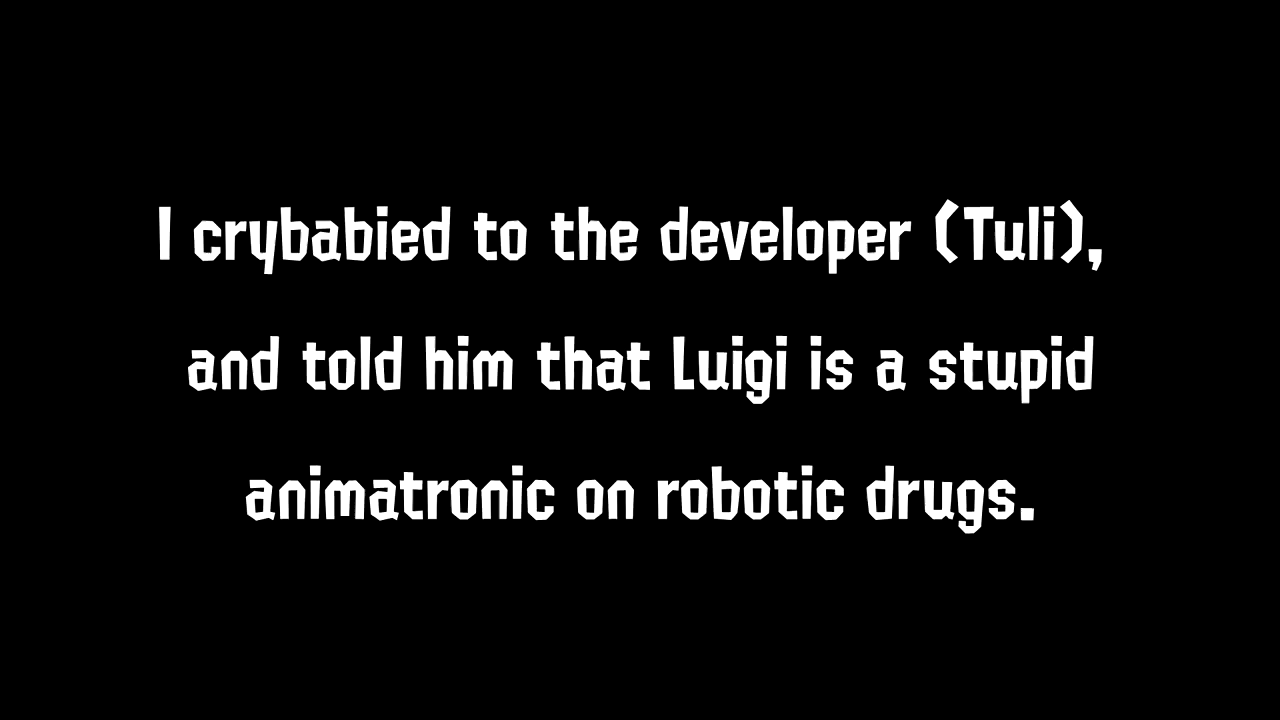 I crybabied to the developer (Tuli),
and told him that Luigi is a stupid
animatronic on robotic drugs.